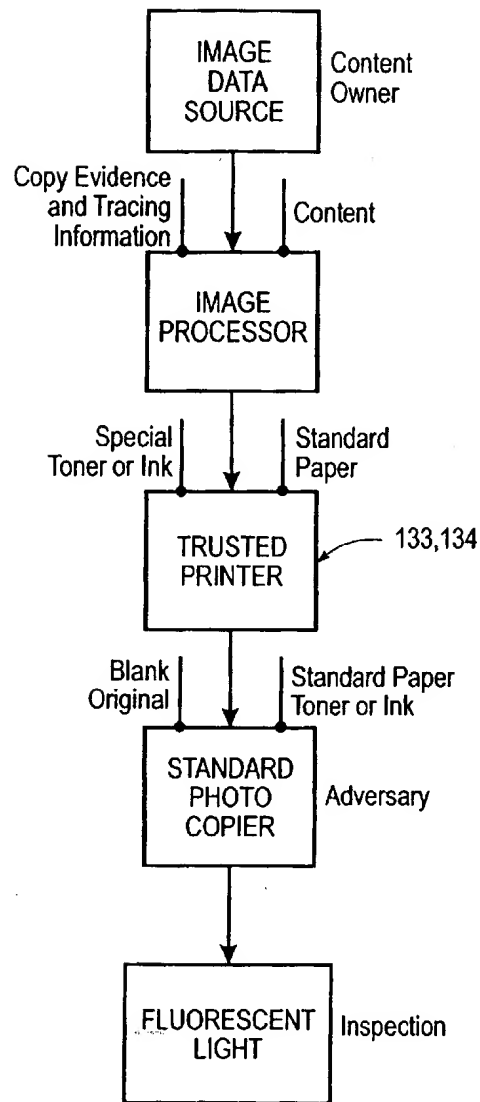 IMAGE
DATA
SOURCE
Content
Owner
Copy Evidence
and Tracing
Information
Content
IMAGE
PROCESSOR
Special
Toner or Ink
Standard
Paper
TRUSTED
PRINTER
133,134
Blank
Original
Standard Paper
Toner or Ink
STANDARD
PHOTO
COPIER
Adversary
FLUORESCENT
LIGHT
Inspection